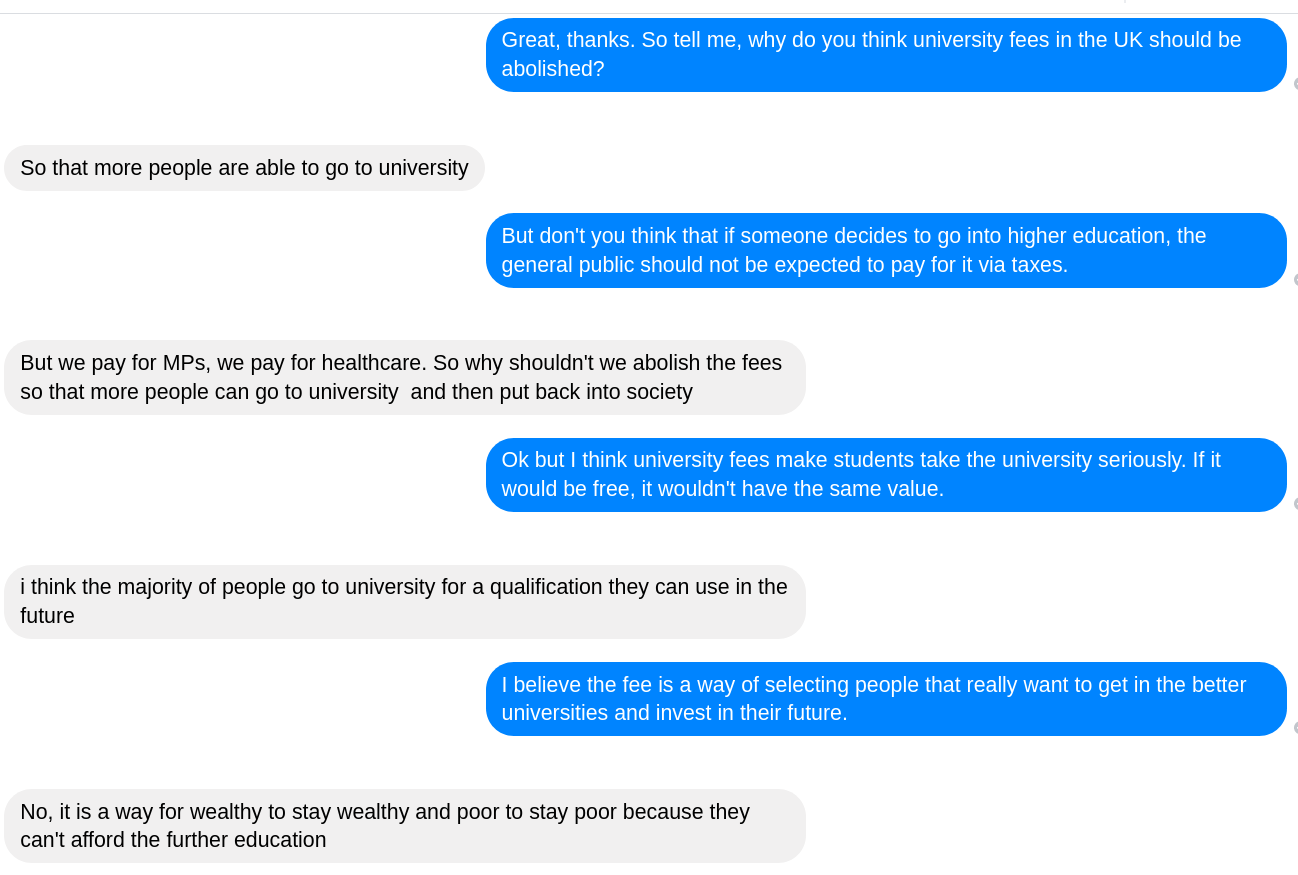 Great, thanks. So tell me, why do you think university fees in the UK should be
abolished?
So that more people are able to go to university
But don't you think that if someone decides to go into higher education, the
general public should not be expected to pay for it via taxes.
But we pay for MPs, we pay for healthcare. So why shouldn't we abolish the fees
so that more people can go to university  and then put back into society
Ok but I think university fees make students take the university seriously. If it
would be free, it wouldn't have the same value.
i think the majority of people go to university for a qualification they can use in the
future
I believe the fee is a way of selecting people that really want to get in the better
universities and invest in their future.
No, it is a way for wealthy to stay wealthy and poor to stay poor because they
can't afford the further education